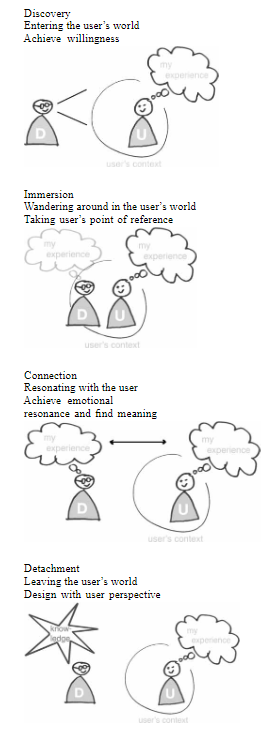 Discovery
Entering the user's world
Achieve willingness
my
experience
D
U
user's context
Immersion
Wandering around in the user's world
Taking user's point of reference
my
experience
my
experience
D
U
user's context
Connection
Resonating with the user
Achieve emotional
resonance and find meaning
my
experience
my
experience
D
U
user's context
Detachment
Leaving the user's world
Design with user perspective
know
ledge
my
experience
D
U
user's context